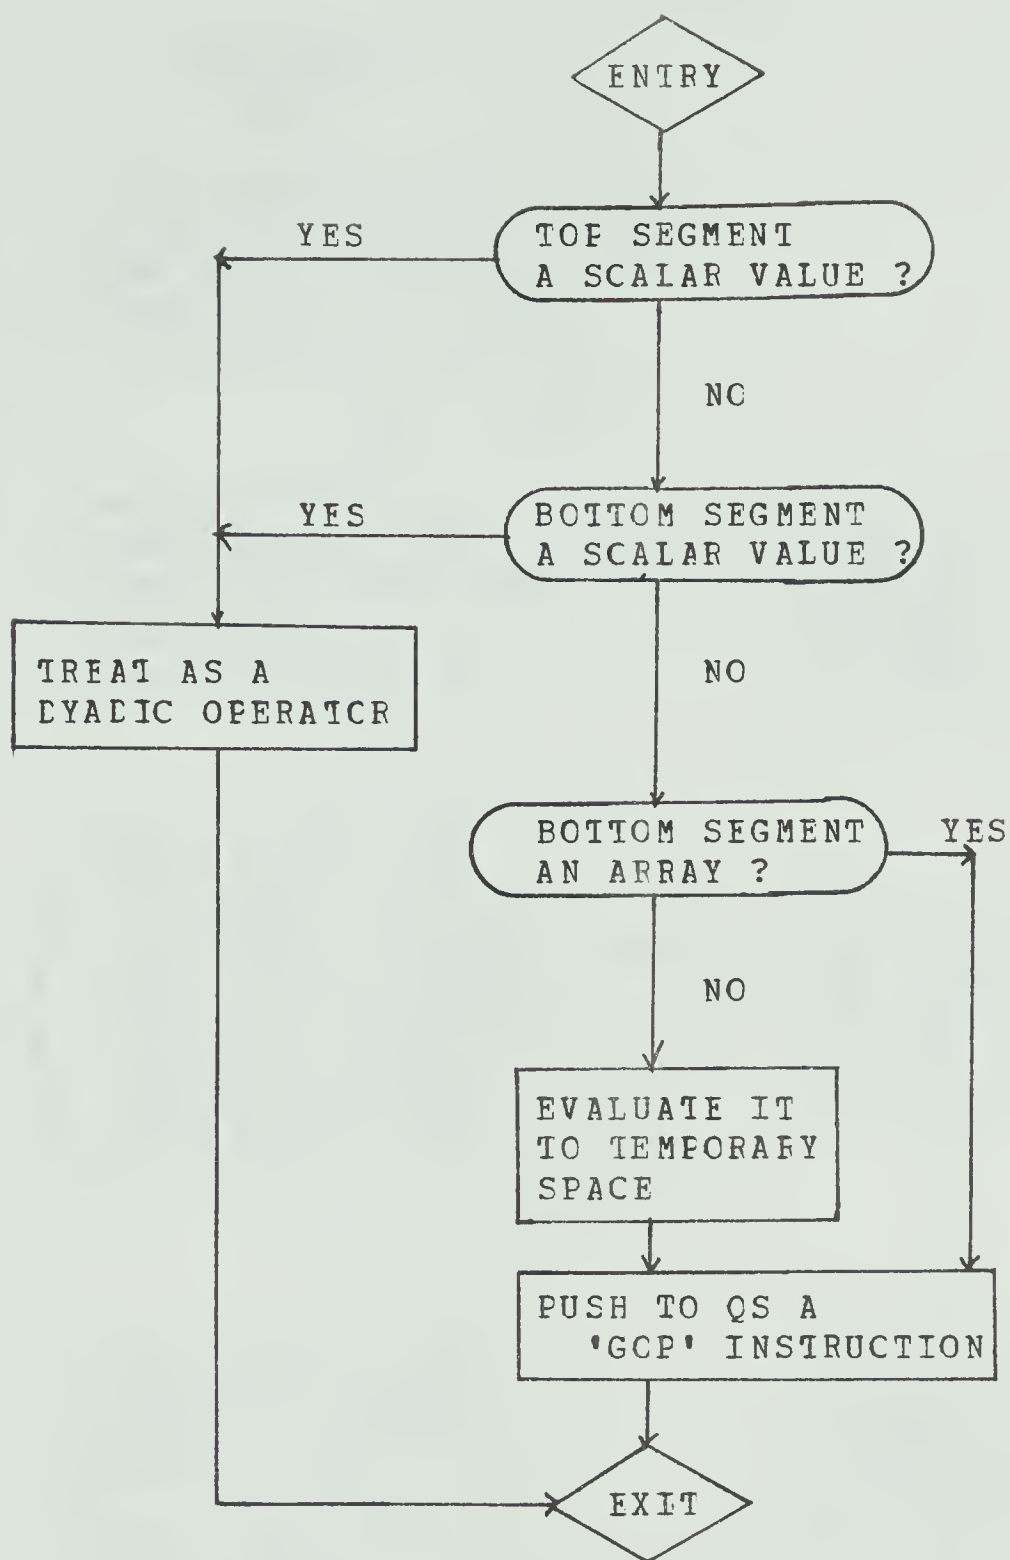 ENTRY
YES
TOP SEGMENT
A SCALAR VALUE ?
NO
YES
BOTTOM SEGMENT
A SCALAR VALUE ?
TREAT AS A
DYADIC OPERATOR
NO
BOTTOM SEGMENT
AN ARRAY ?
YES
NO
EVALUATE IT
TO TEMPORARY
SPACE
PUSH TO QS A
'GOP' INSTRUCTION
EXIT